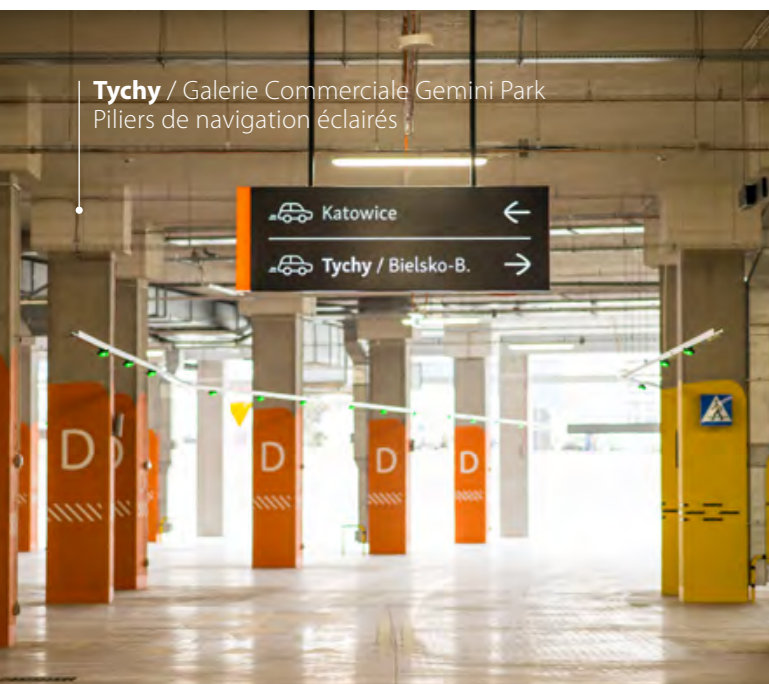 Tychy / Galerie Commerciale Gemini Park
Piliers de navigation éclairés
Katowice ←
Tychy / Bielsko-B. →
D D
D
D
D